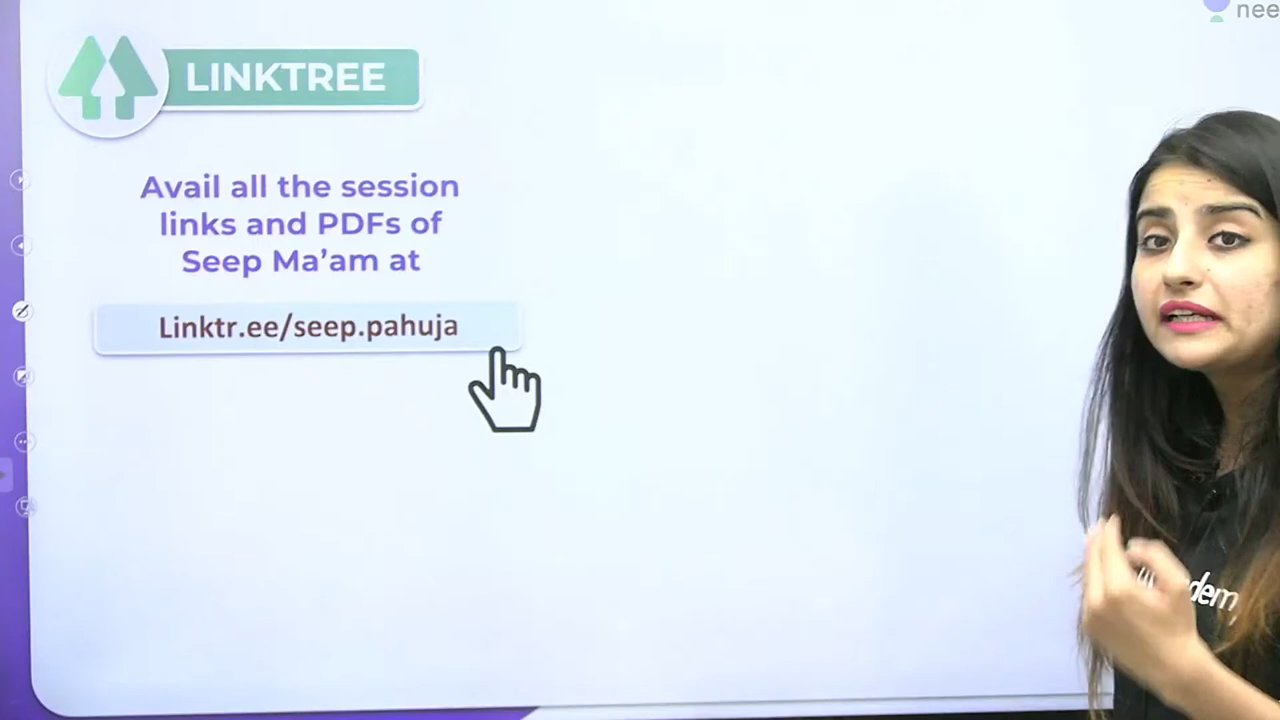 nee
LINKTREE
Avail all the session
links and PDFs of
Seep Ma'am at
Linktr.ee/seep.pahuja